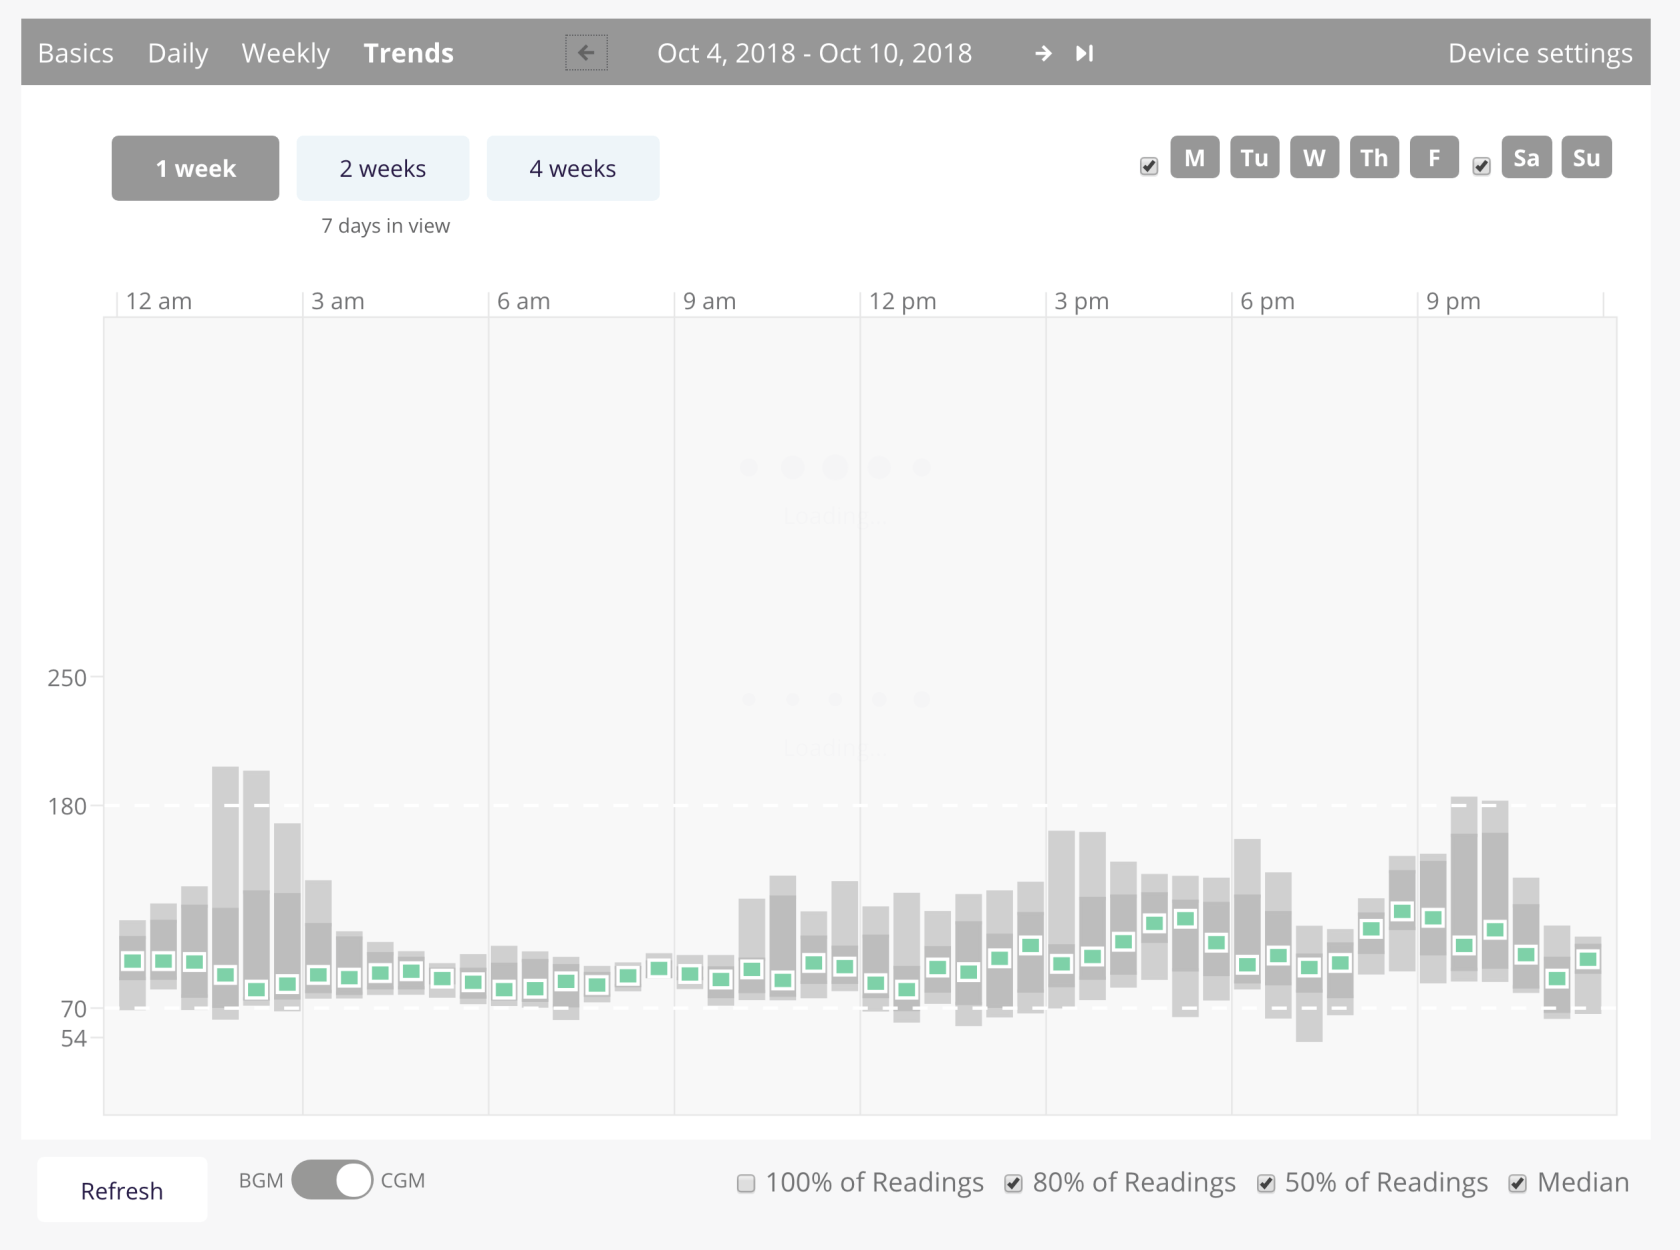 Basics Daily Weekly Trends Oct 4, 2018 - Oct 10, 2018 Device settings
1 week 2 weeks 4 weeks M Tu W Th F Sa Su
7 days in view
12 am 3 am 6 am 9 am 12 pm 3 pm 6 pm 9 pm
Loading...
250
Loading...
180
70
54
Refresh BGM CGM 100% of Readings 80% of Readings 50% of Readings Median